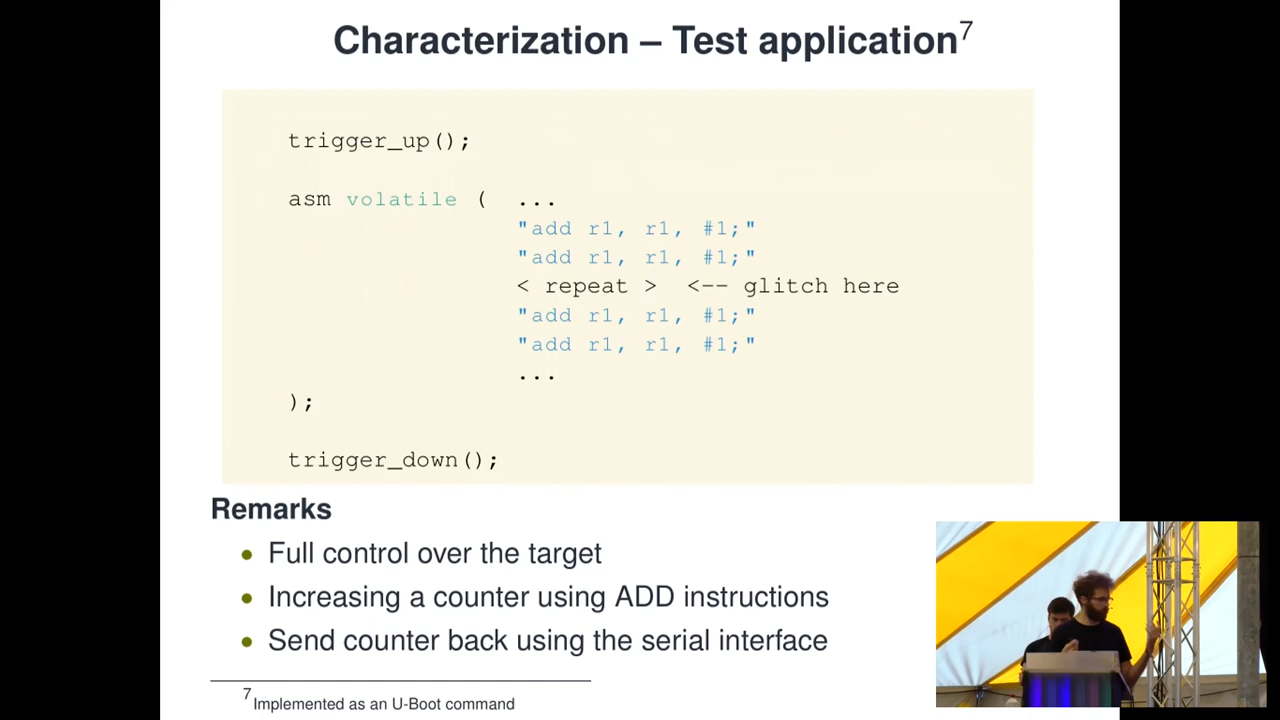 Characterization – Test application7
trigger_up();
asm volatile ( ...
"add r1, r1, #1;"
"add r1, r1, #1;"
< repeat > <-- glitch here
"add r1, r1, #1;"
"add r1, r1, #1;"
...
);
trigger_down();
Remarks
• Full control over the target
• Increasing a counter using ADD instructions
• Send counter back using the serial interface
7Implemented as an U-Boot command